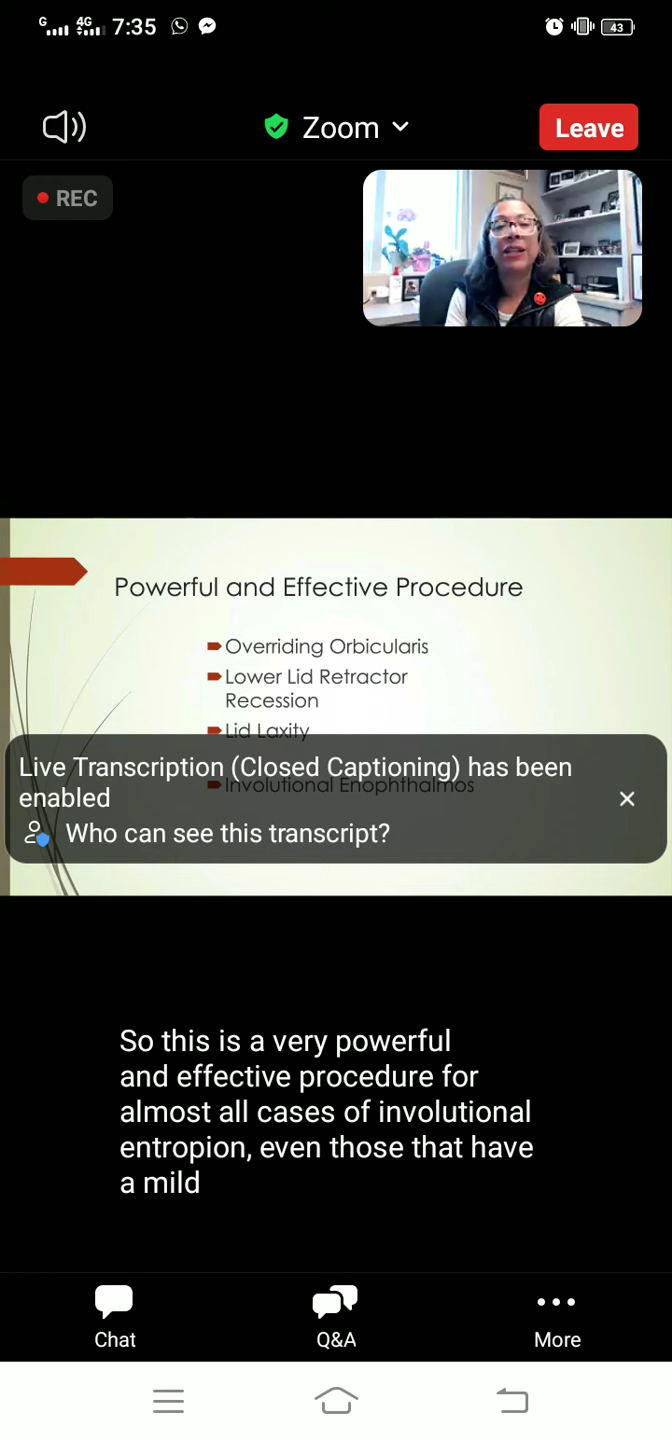 G 4G 7:35 43
Zoom
Leave
REC
Powerful and Effective Procedure
Overriding Orbicularis
Lower Lid Retractor
Recession
Lid Laxity
Involutional Enophthalmos
Live Transcription (Closed Captioning) has been
enabled
Who can see this transcript?
So this is a very powerful
and effective procedure for
almost all cases of involutional
entropion, even those that have
a mild
Chat Q&A More